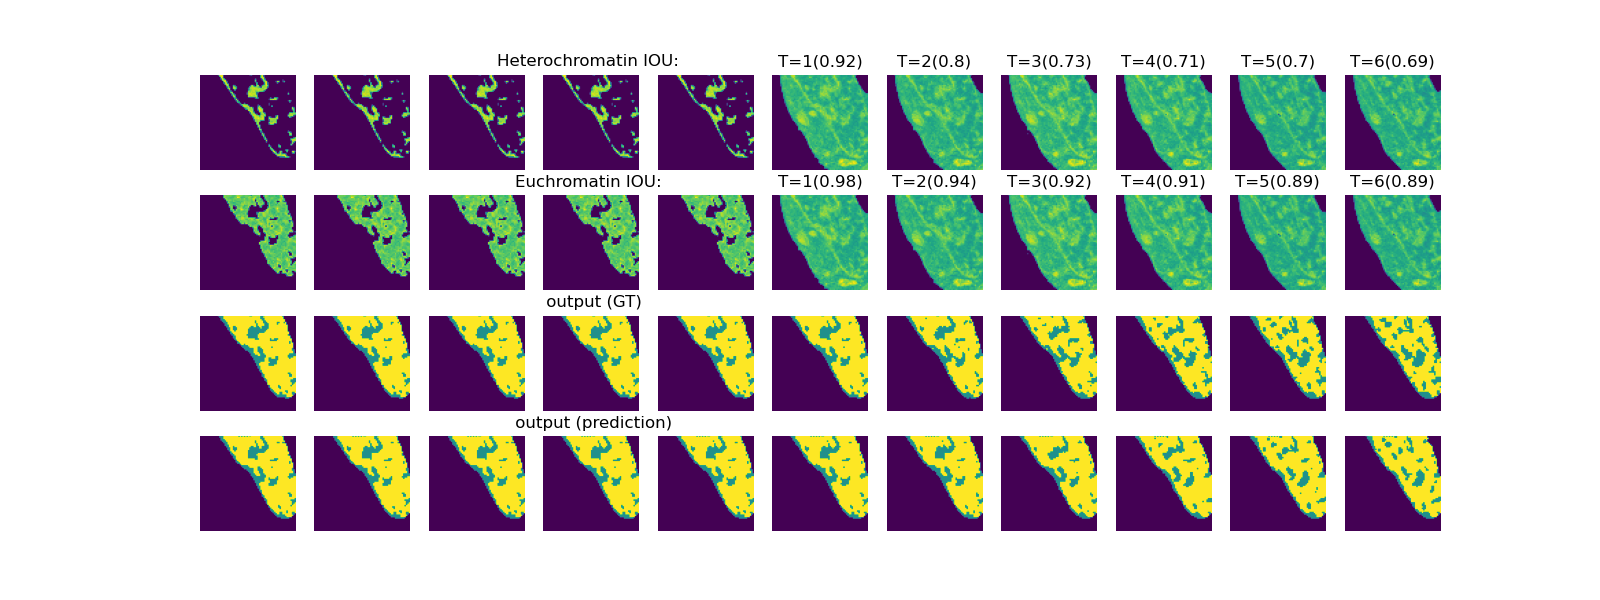 Heterochromatin IOU: T=1(0.92) T=2(0.8) T=3(0.73) T=4(0.71) T=5(0.7) T=6(0.69)
Euchromatin IOU: T=1(0.98) T=2(0.94) T=3(0.92) T=4(0.91) T=5(0.89) T=6(0.89)
output (GT)
output (prediction)